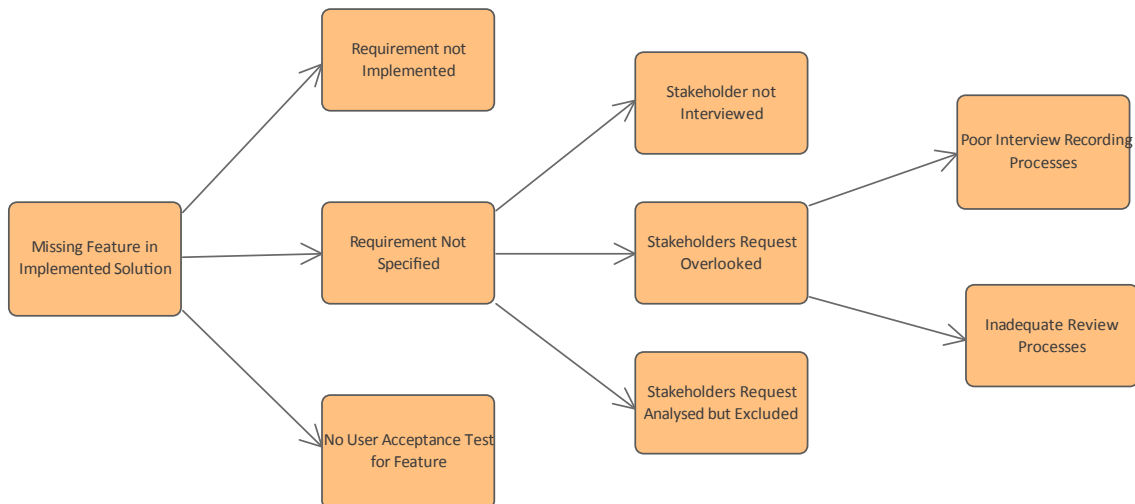 Missing Feature in
Implemented Solution
Requirement not
Implemented
Requirement Not
Specified
No User Acceptance Test
for Feature
Stakeholder not
Interviewed
Stakeholders Request
Overlooked
Stakeholders Request
Analysed but Excluded
Poor Interview Recording
Processes
Inadequate Review
Processes